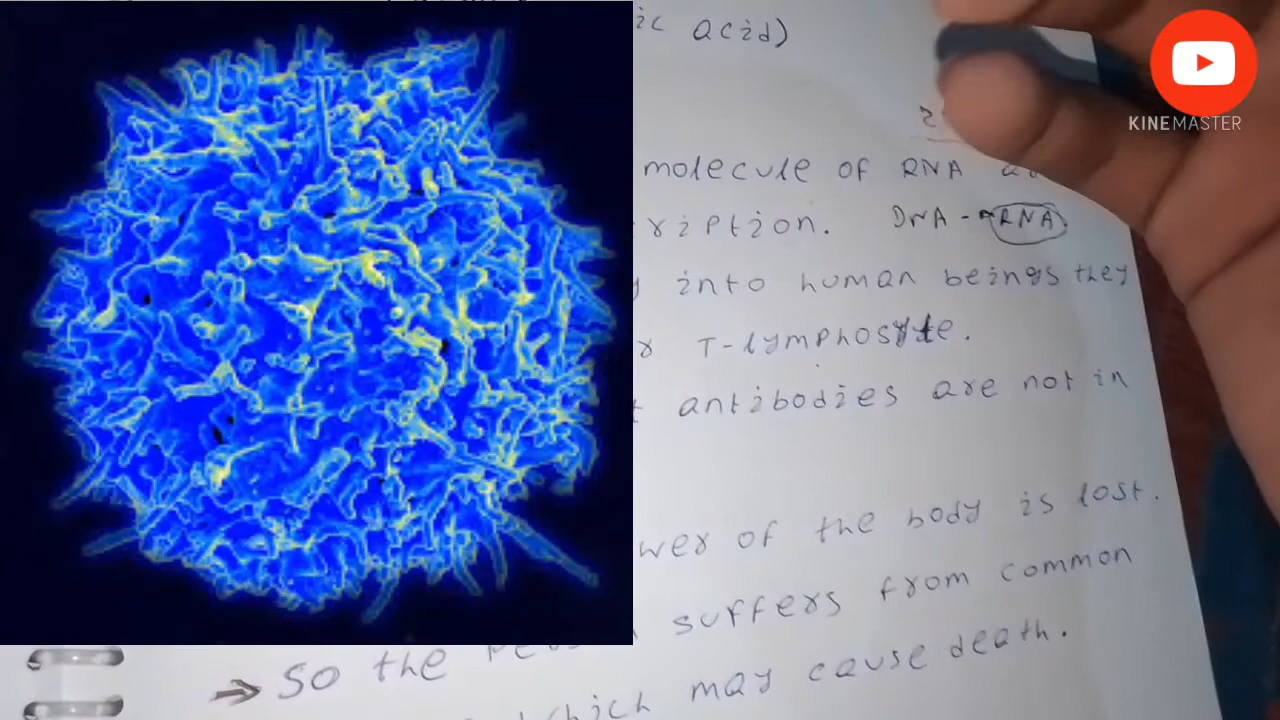 ic acid)
KINEMASTER
molecule of RNA
ription. DNA - RNA
into human beings they
T-lymphosyte.
antibodies are not in
wer of the body is lost.
suffers from common
→ So the
which may cause death.